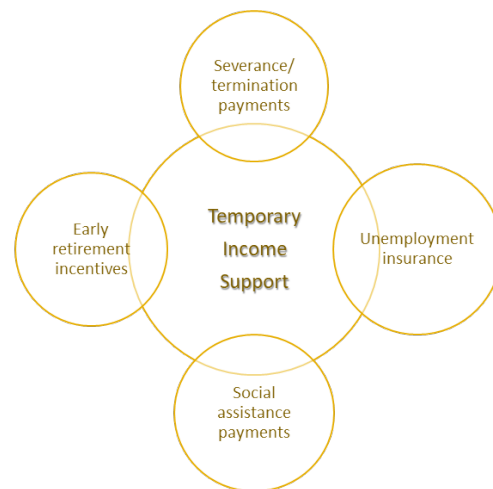 Severance/
termination
payments
Temporary
Income
Support
Early
retirement
incentives
Unemployment
insurance
Social
assistance
payments